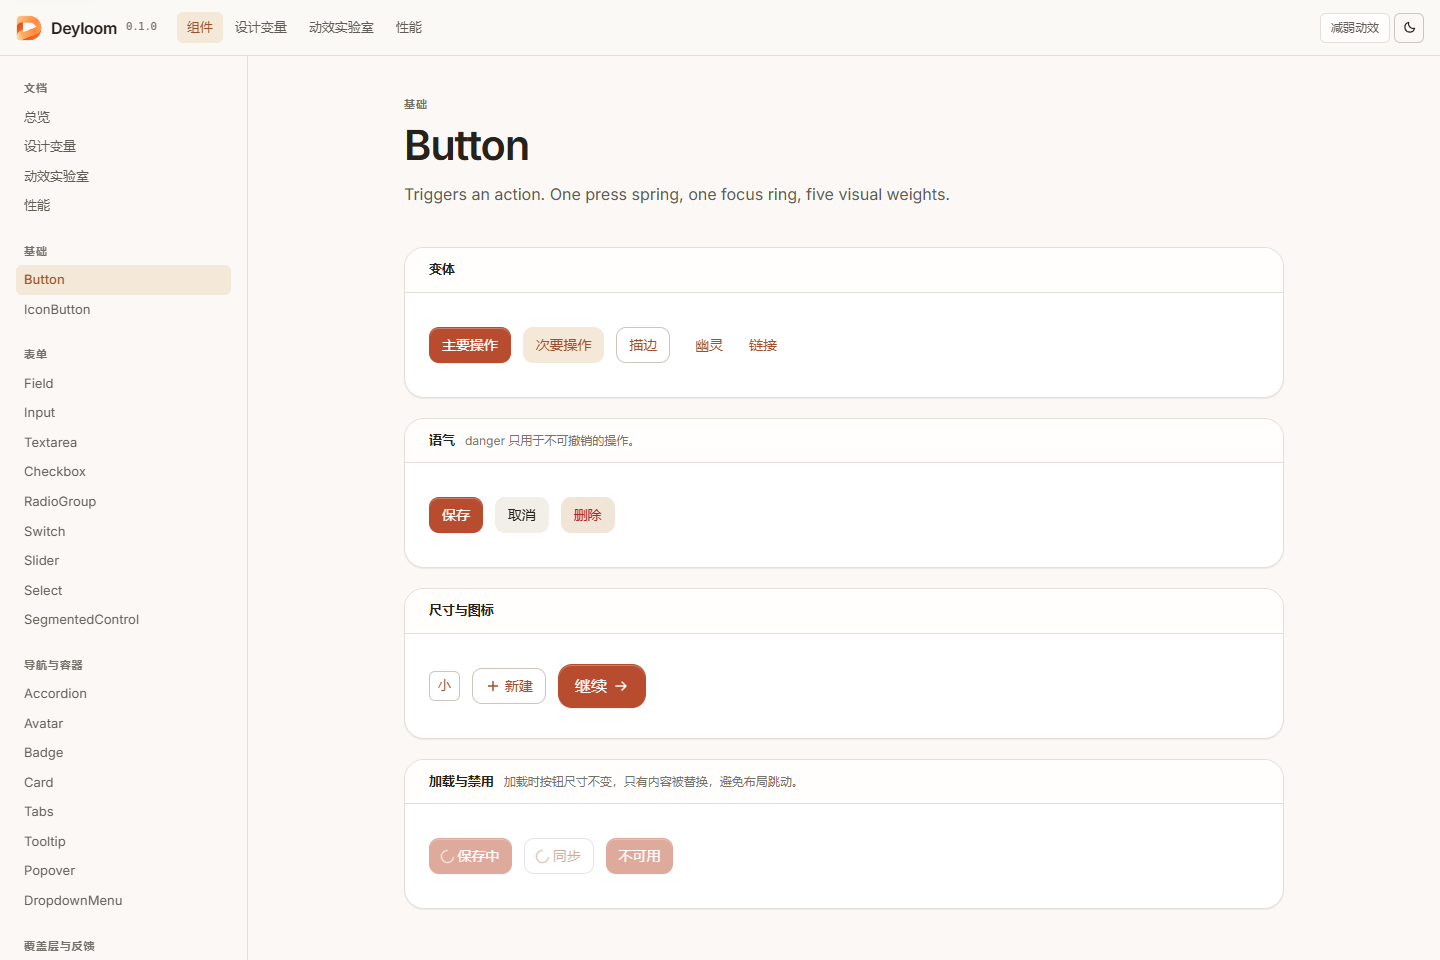 Deyloom 0.1.0 组件 设计变量 动效实验室 性能 减弱动效
文档
总览
设计变量
动效实验室
性能
基础
Button
IconButton
表单
Field
Input
Textarea
Checkbox
RadioGroup
Switch
Slider
Select
SegmentedControl
导航与容器
Accordion
Avatar
Badge
Card
Tabs
Tooltip
Popover
DropdownMenu
覆盖层与反馈
基础
Button
Triggers an action. One press spring, one focus ring, five visual weights.
变体
主要操作 次要操作 描边 幽灵 链接
语气 danger 只用于不可撤销的操作。
保存 取消 删除
尺寸与图标
小 新建 继续
加载与禁用 加载时按钮尺寸不变，只有内容被替换，避免布局跳动。
保存中 同步 不可用